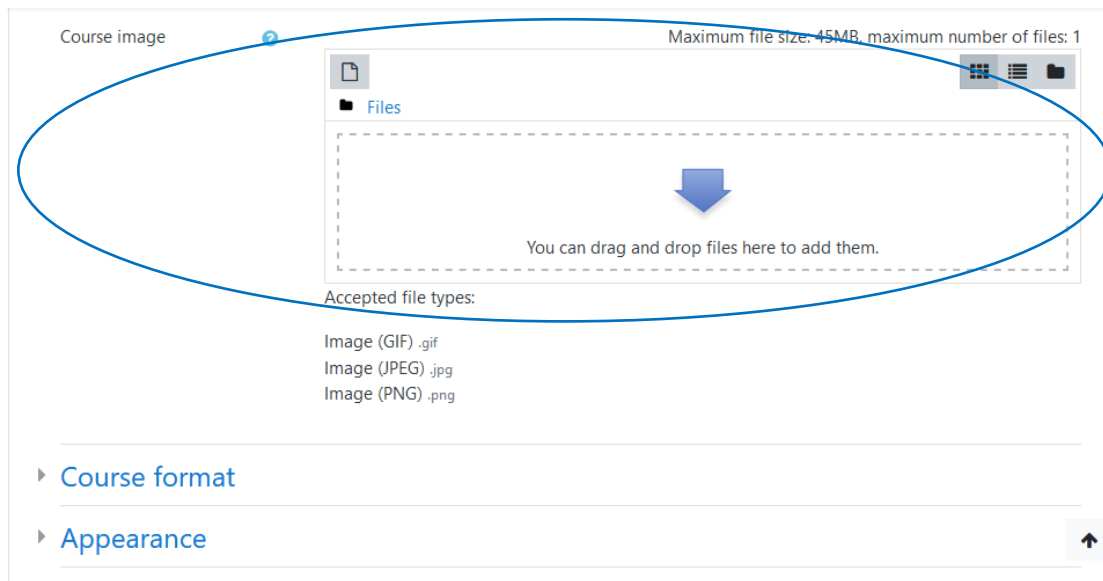 Course image
Maximum file size: 45MB, maximum number of files: 1
Files
You can drag and drop files here to add them.
Accepted file types:
Image (GIF) .gif
Image (JPEG) .jpg
Image (PNG) .png
Course format
Appearance